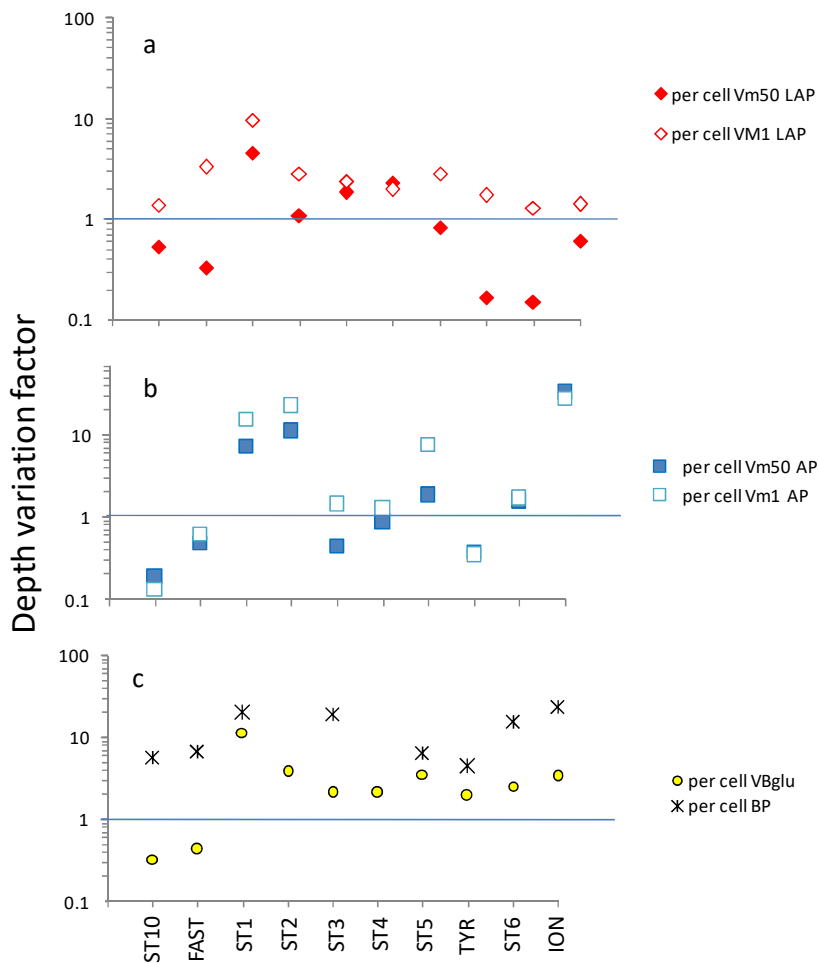 Depth variation factor
a
100
10
1
0.1
per cell Vm50 LAP
per cell VM1 LAP
b
10
1
0.1
per cell Vm50 AP
per cell Vm1 AP
c
100
10
1
0.1
per cell VBglu
per cell BP
ST10
FAST
ST1
ST2
ST3
ST4
ST5
TYR
ST6
ION